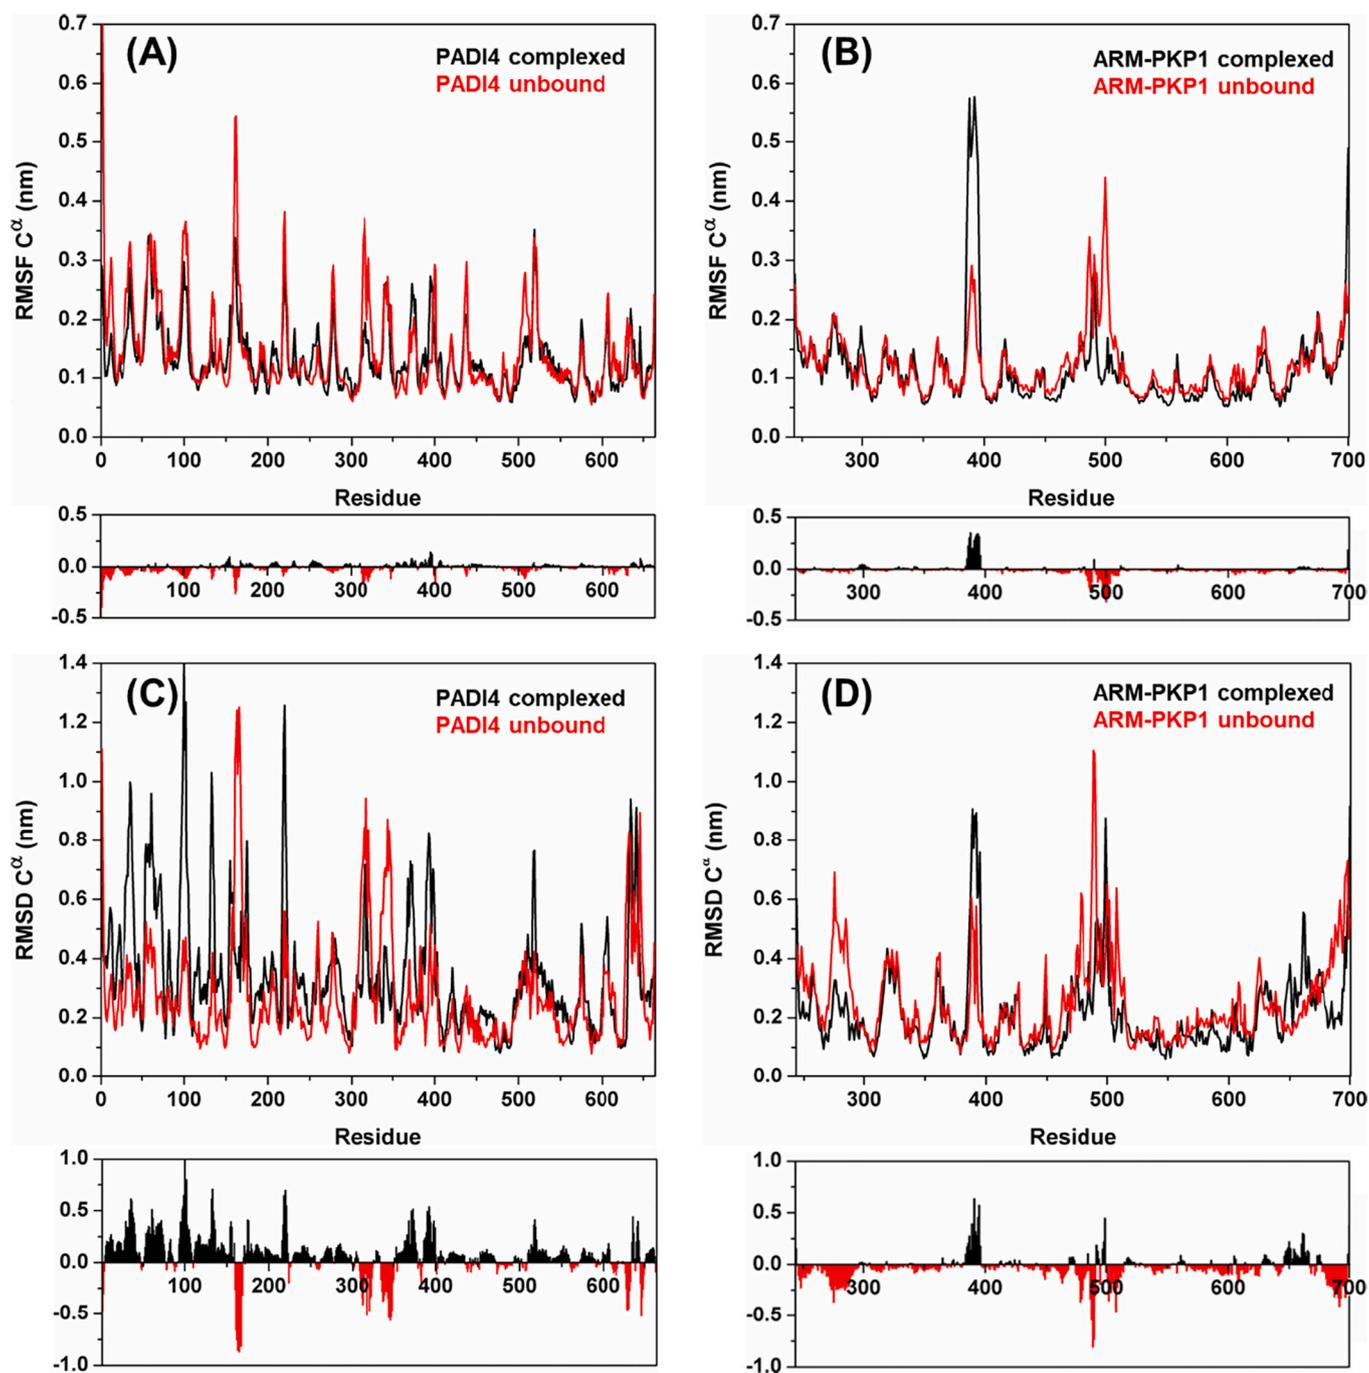 (A)
PADI4 complexed
PADI4 unbound
RMSF Cα (nm)
0.7
0.6
0.5
0.4
0.3
0.2
0.1
0.0
0 100 200 300 400 500 600
Residue
0.5
0.0
-0.5
100 200 300 400 500 600
(B)
ARM-PKP1 complexed
ARM-PKP1 unbound
RMSF Cα (nm)
0.7
0.6
0.5
0.4
0.3
0.2
0.1
0.0
300 400 500 600 700
Residue
0.5
0.0
-0.5
300 400 500 600 700
(C)
PADI4 complexed
PADI4 unbound
RMSD Cα (nm)
1.4
1.2
1.0
0.8
0.6
0.4
0.2
0.0
0 100 200 300 400 500 600
Residue
1.0
0.5
0.0
-0.5
-1.0
100 200 300 400 500 600
(D)
ARM-PKP1 complexed
ARM-PKP1 unbound
RMSD Cα (nm)
1.4
1.2
1.0
0.8
0.6
0.4
0.2
0.0
300 400 500 600 700
Residue
1.0
0.5
0.0
-0.5
-1.0
300 400 500 600 700